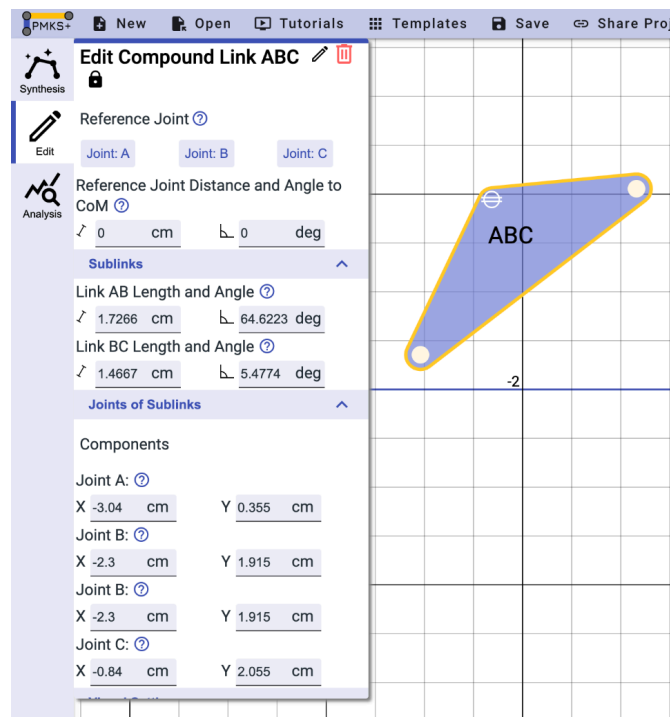 PMKS+ New Open Tutorials Templates Save Share Proj
Synthesis
Edit
Analysis
Edit Compound Link ABC
Reference Joint
Joint: A Joint: B Joint: C
Reference Joint Distance and Angle to
CoM
0 cm 0 deg
Sublinks
Link AB Length and Angle
1.7266 cm 64.6223 deg
Link BC Length and Angle
1.4667 cm 5.4774 deg
Joints of Sublinks
Components
Joint A:
X -3.04 cm Y 0.355 cm
Joint B:
X -2.3 cm Y 1.915 cm
Joint B:
X -2.3 cm Y 1.915 cm
Joint C:
X -0.84 cm Y 2.055 cm
ABC
-2